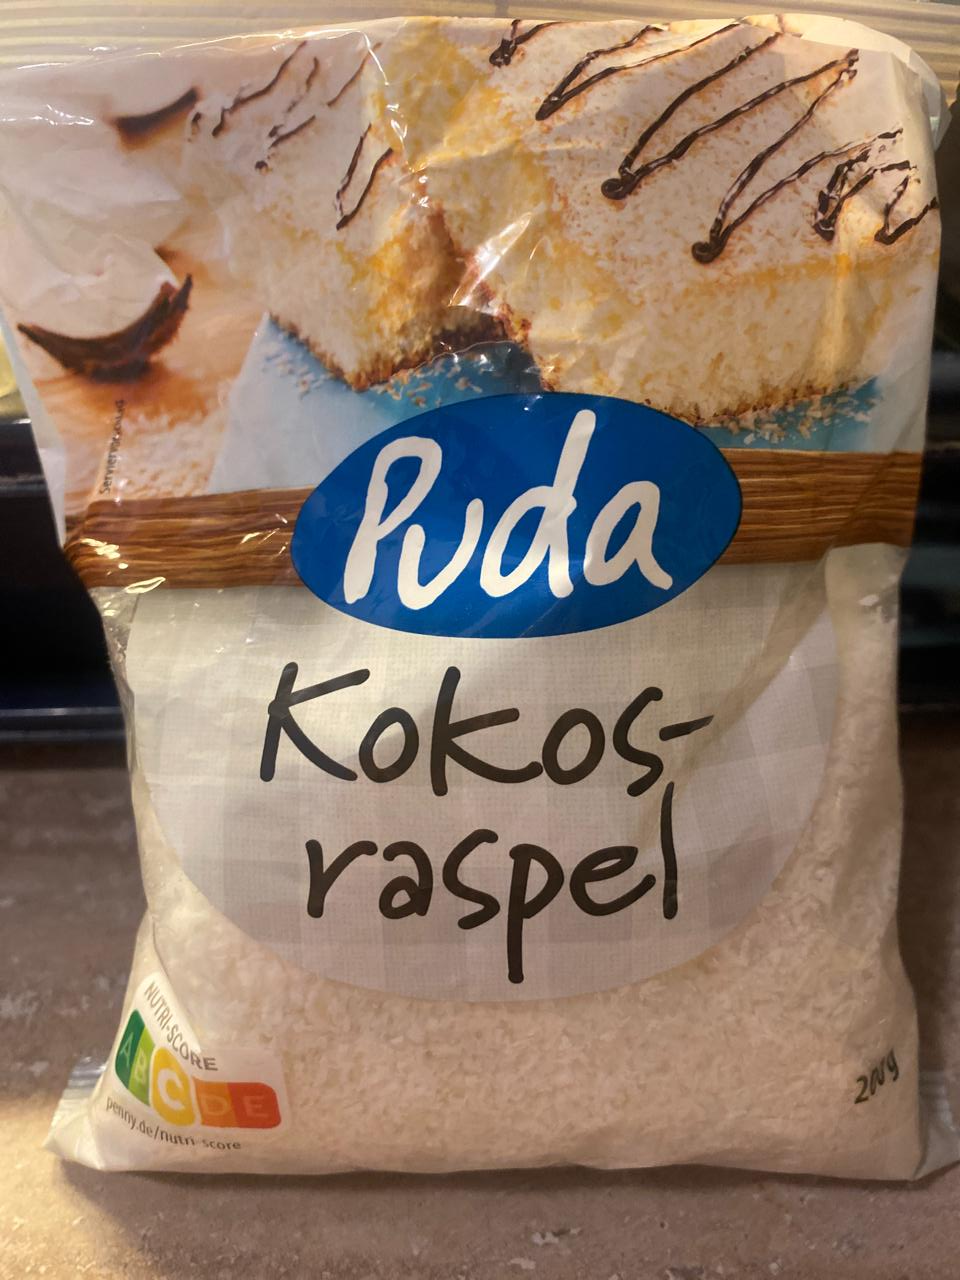 Puda
Kokos-
raspel
NUTRI-SCORE
A B C D E
penny.de/nutri-score
200g